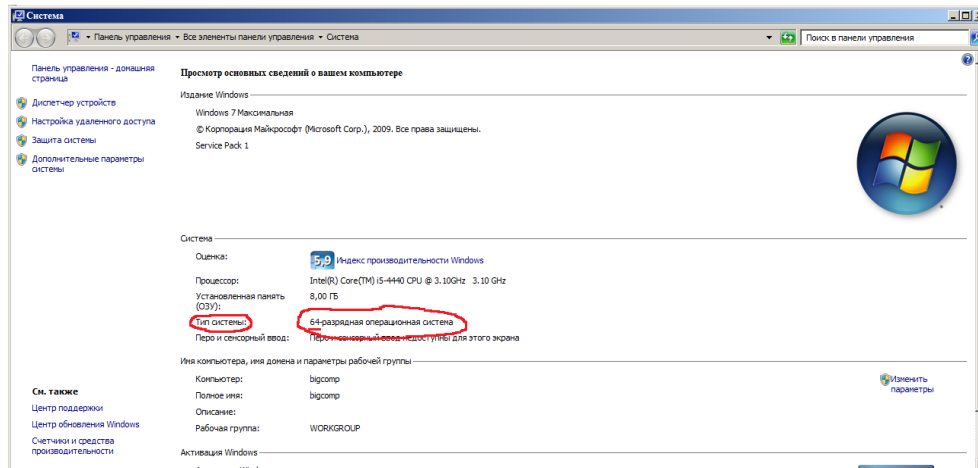 Система
Панель управления ▾ Все элементы панели управления ▾ Система
Поиск в панели управления
Панель управления - домашняя
страница
Диспетчер устройств
Настройка удаленного доступа
Защита системы
Дополнительные параметры
системы
Просмотр основных сведений о вашем компьютере
Издание Windows
Windows 7 Максимальная
© Корпорация Майкрософт (Microsoft Corp.), 2009. Все права защищены.
Service Pack 1
Система
Оценка:
5,9 Индекс производительности Windows
Процессор: Intel(R) Core(TM) i5-4440 CPU @ 3.10GHz 3.10 GHz
Установленная память
(ОЗУ):
8,00 ГБ
Тип системы: 64-разрядная операционная система
Перо и сенсорный ввод: Перо и сенсорный ввод недоступны для этого экрана
Имя компьютера, имя домена и параметры рабочей группы
Компьютер: bigcomp
Полное имя: bigcomp
Описание:
Рабочая группа: WORKGROUP
Изменить
параметры
См. также
Центр поддержки
Центр обновления Windows
Счетчики и средства
производительности
Активация Windows